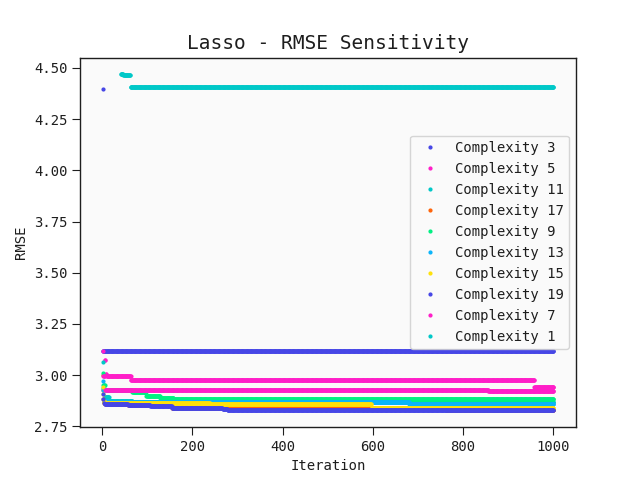 Lasso - RMSE Sensitivity
4.50
4.25
4.00
3.75
3.50
3.25
3.00
2.75
RMSE
Complexity 3
Complexity 5
Complexity 11
Complexity 17
Complexity 9
Complexity 13
Complexity 15
Complexity 19
Complexity 7
Complexity 1
0 200 400 600 800 1000
Iteration